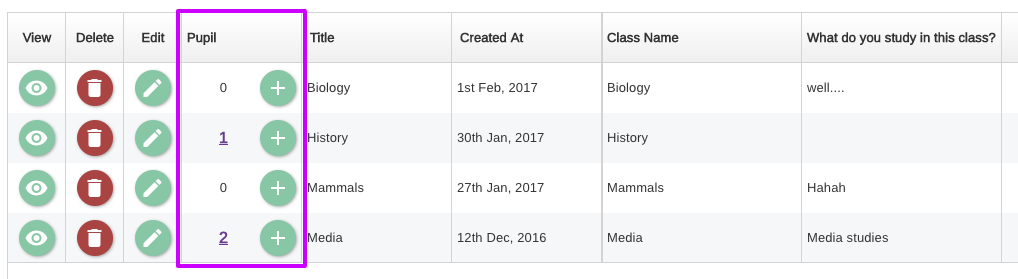 View Delete Edit Pupil Title Created At Class Name What do you study in this class?
0 Biology 1st Feb, 2017 Biology well....
1 History 30th Jan, 2017 History
0 Mammals 27th Jan, 2017 Mammals Hahah
2 Media 12th Dec, 2016 Media Media studies